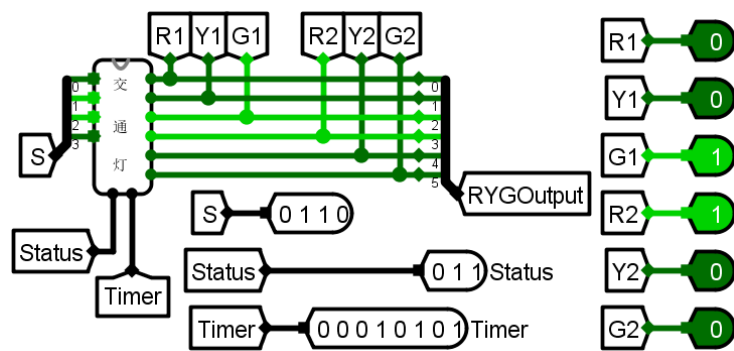 R1 Y1 G1 R2 Y2 G2 R1 0
交 0 0
1 1 Y1 0
通 2 2
S 3 3 G1 1
灯 4
5
RYGOutput R2 1
S 0 1 1 0
Status Status 0 1 1 Status Y2 0
Timer
Timer 0 0 0 1 0 1 0 1 Timer G2 0